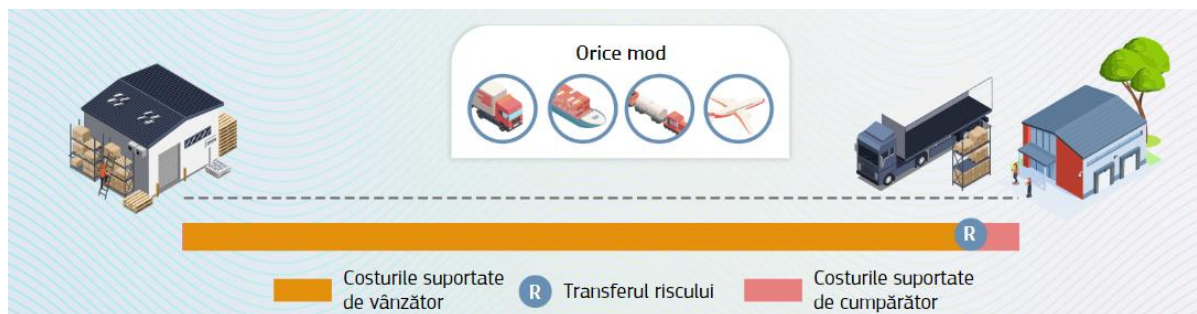 Orice mod
R
Costurile suportate
de vânzător
R
Transferul riscului
Costurile suportate
de cumpărător